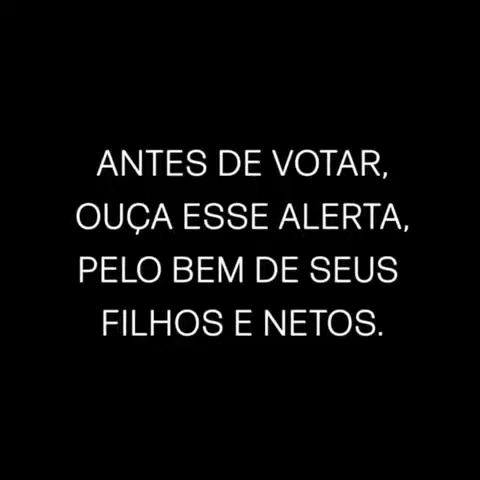 ANTES DE VOTAR,
OUÇA ESSE ALERTA,
PELO BEM DE SEUS
FILHOS E NETOS.